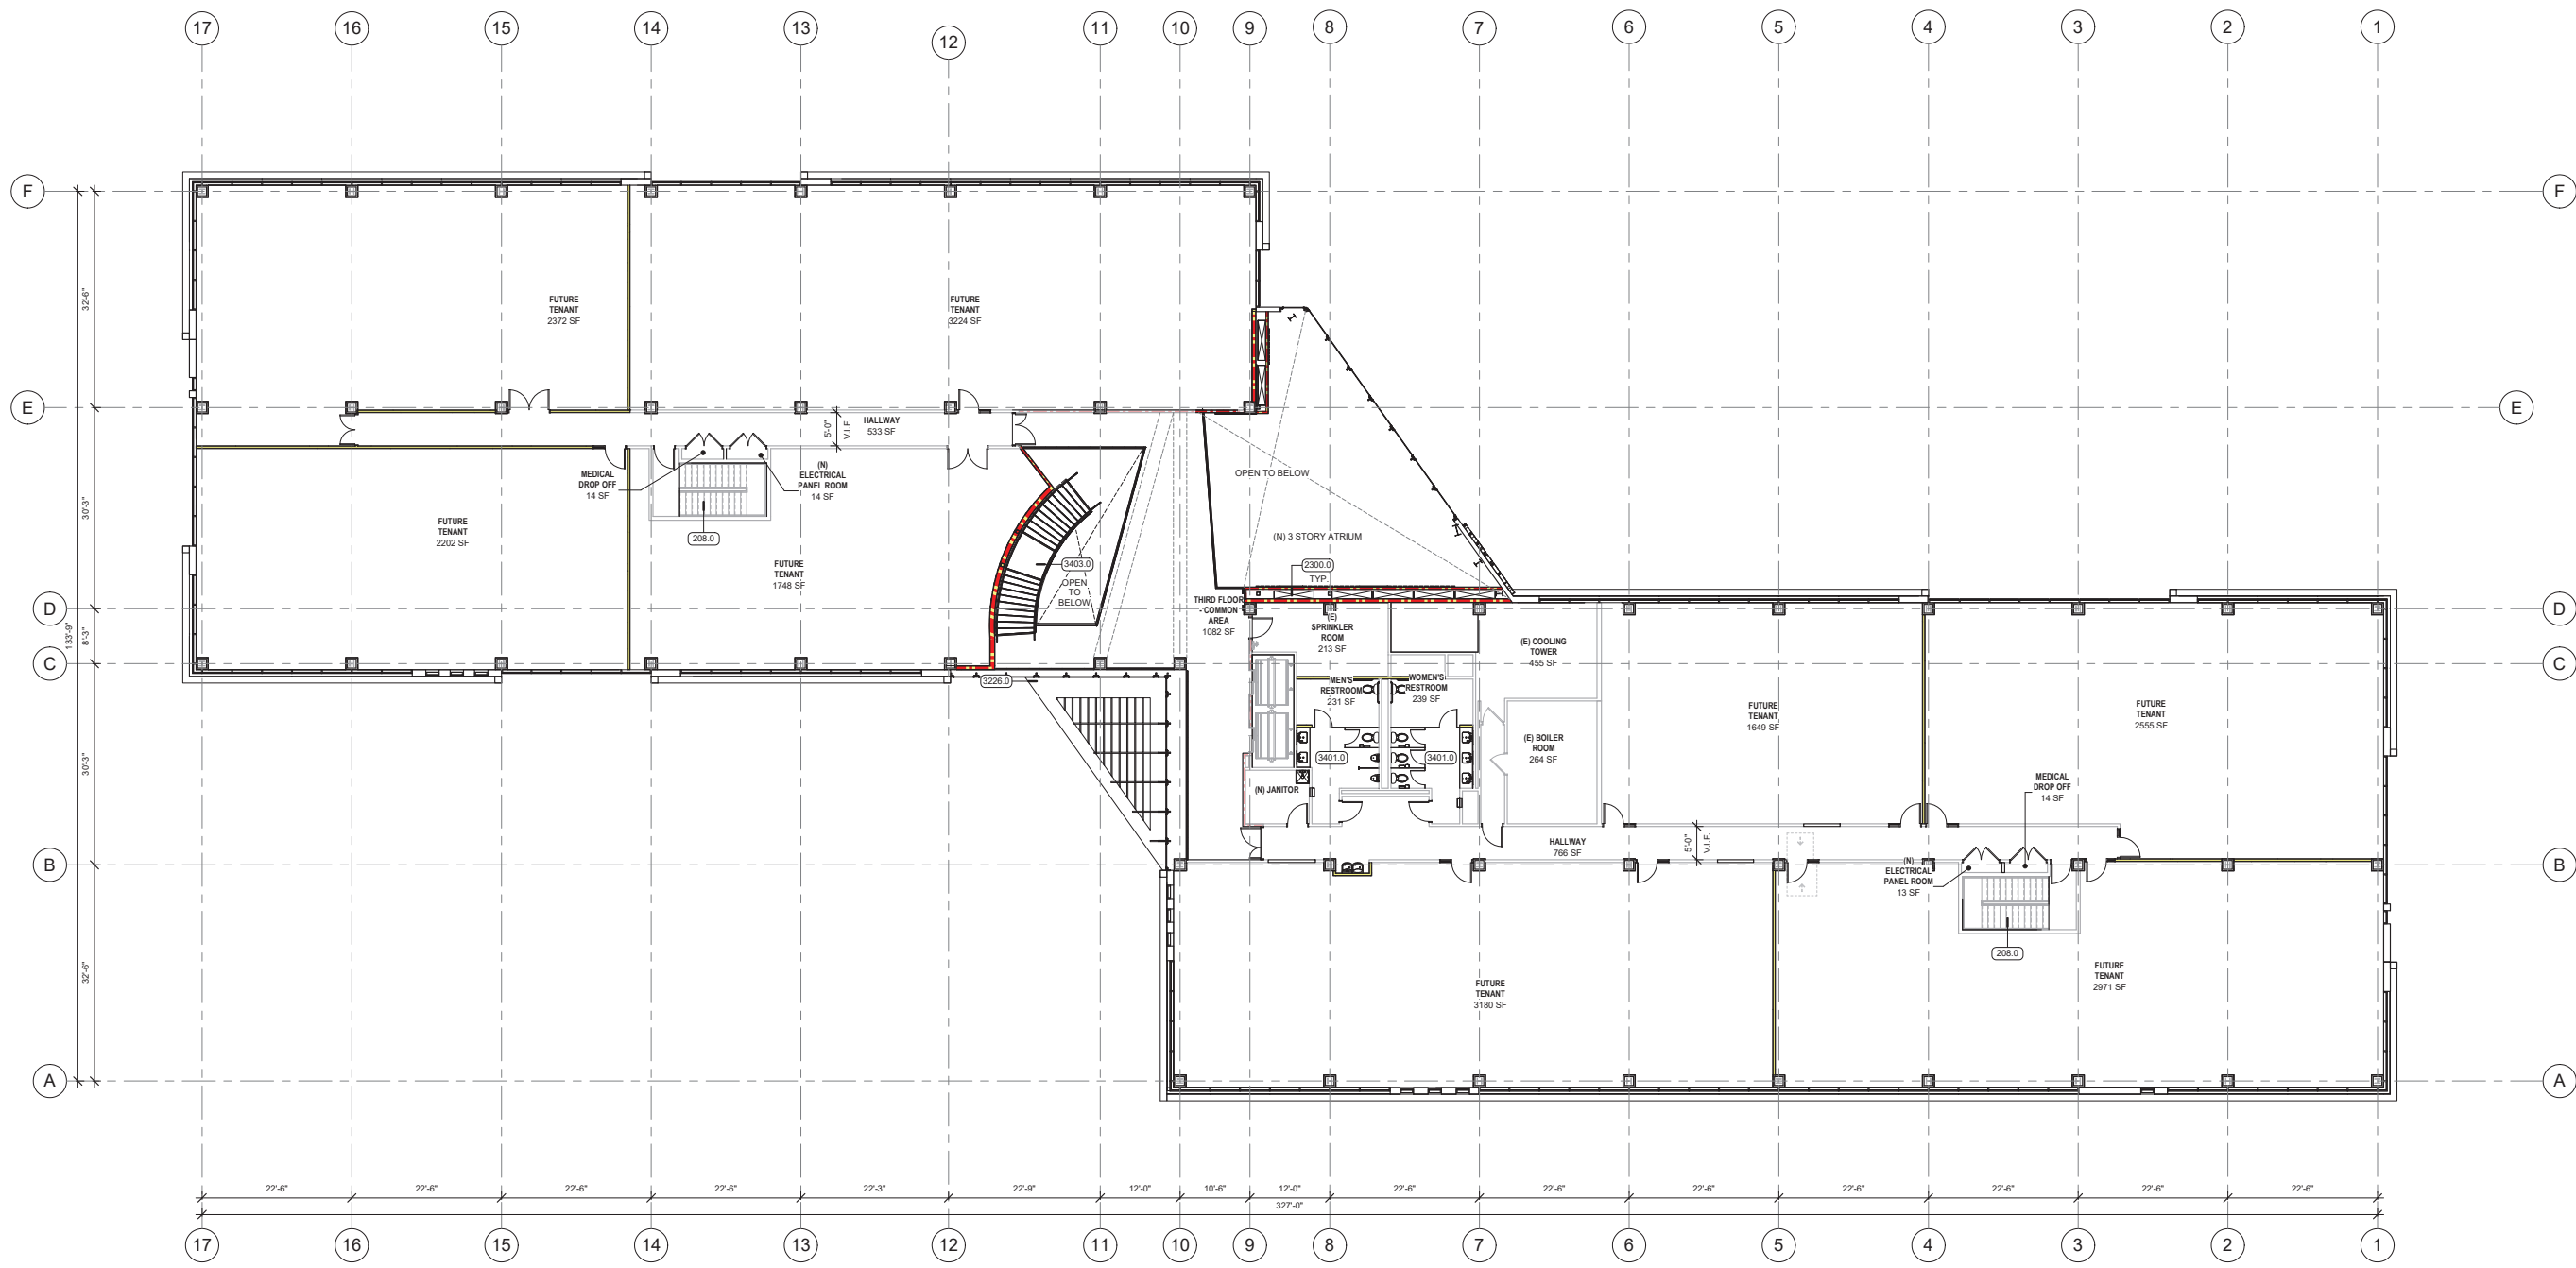 17
16
15
14
13
12
11
10
9
8
7
6
5
4
3
2
1
F
F
32'-6"
FUTURE
TENANT
2372 SF
FUTURE
TENANT
3224 SF
E
E
HALLWAY
533 SF
5'-0"
V.I.F.
MEDICAL
DROP OFF
14 SF
(N)
ELECTRICAL
PANEL ROOM
14 SF
OPEN TO BELOW
30'-3"
FUTURE
TENANT
2202 SF
208.0
(N) 3 STORY ATRIUM
FUTURE
TENANT
1748 SF
3403.0
OPEN
TO
BELOW
2300.0
TYP.
D
D
THIRD FLOOR
- COMMON
AREA
1082 SF
(E)
SPRINKLER
ROOM
213 SF
(E) COOLING
TOWER
455 SF
133'-9"
8'-3"
C
C
3226.0
MEN'S
RESTROOM
231 SF
WOMEN'S
RESTROOM
239 SF
FUTURE
TENANT
1649 SF
FUTURE
TENANT
2555 SF
30'-3"
3401.0
3401.0
(E) BOILER
ROOM
264 SF
(N) JANITOR
MEDICAL
DROP OFF
14 SF
HALLWAY
766 SF
5'-0"
V.I.F.
B
B
(N)
ELECTRICAL
PANEL ROOM
13 SF
208.0
32'-6"
FUTURE
TENANT
3180 SF
FUTURE
TENANT
2971 SF
A
A
22'-6"
22'-6"
22'-6"
22'-6"
22'-3"
22'-9"
12'-0"
10'-6"
12'-0"
22'-6"
22'-6"
22'-6"
22'-6"
22'-6"
22'-6"
22'-6"
327'-0"
17
16
15
14
13
12
11
10
9
8
7
6
5
4
3
2
1